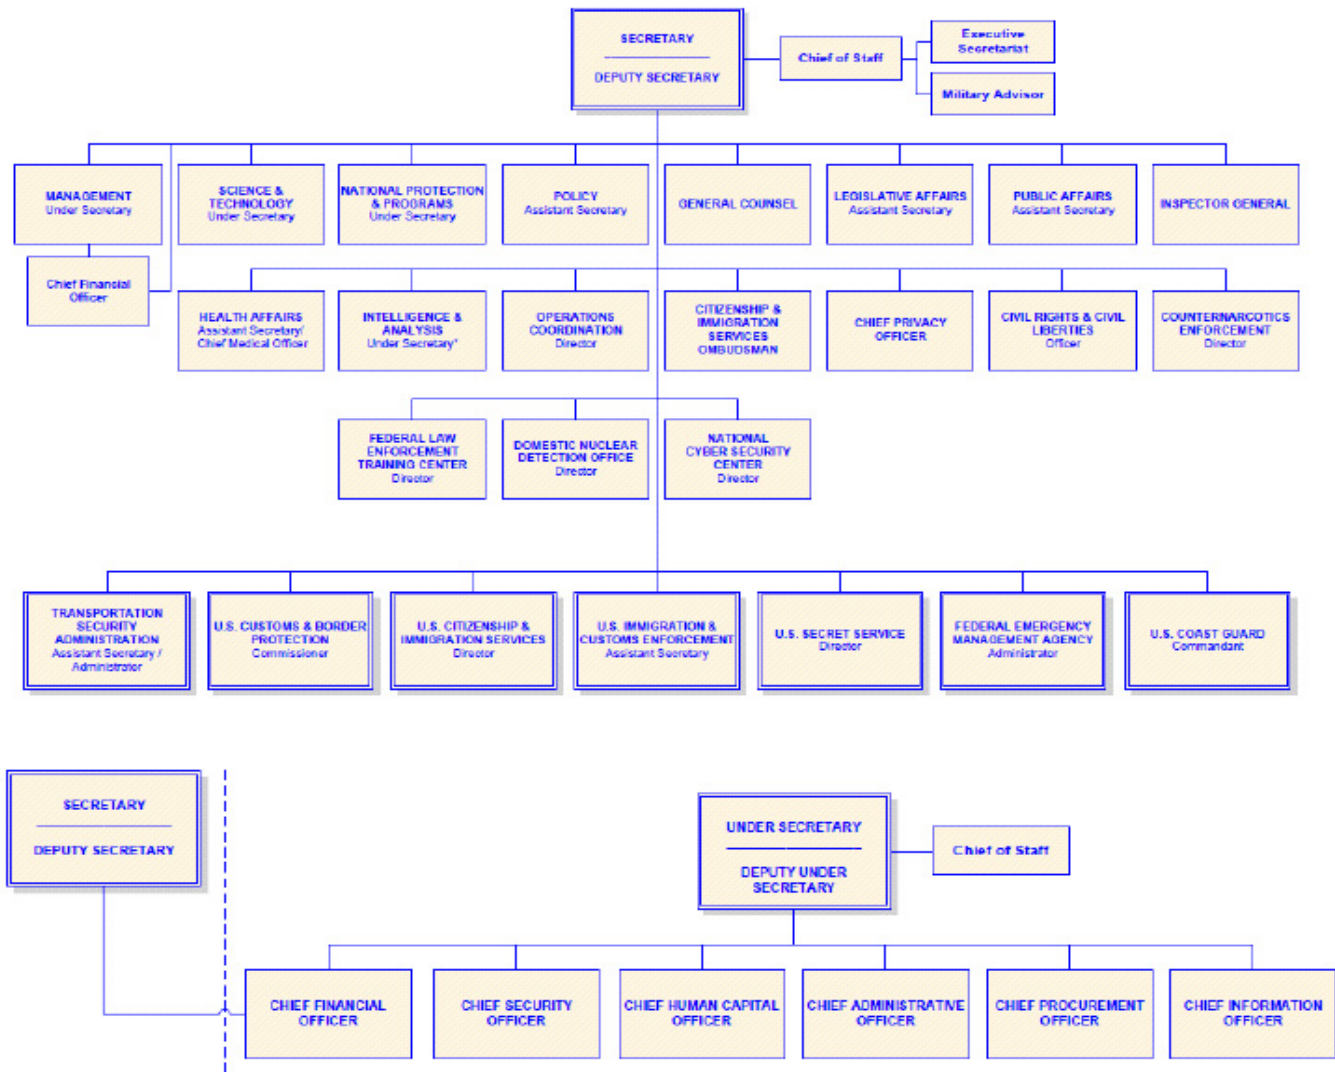 SECRETARY
DEPUTY SECRETARY
Chief of Staff
Executive
Secretariat
Military Advisor
MANAGEMENT
Under Secretary
SCIENCE &
TECHNOLOGY
Under Secretary
NATIONAL PROTECTION
& PROGRAMS
Under Secretary
POLICY
Assistant Secretary
GENERAL COUNSEL
LEGISLATIVE AFFAIRS
Assistant Secretary
PUBLIC AFFAIRS
Assistant Secretary
INSPECTOR GENERAL
Chief Financial
Officer
HEALTH AFFAIRS
Assistant Secretary/
Chief Medical Officer
INTELLIGENCE &
ANALYSIS
Under Secretary*
OPERATIONS
COORDINATION
Director
CITIZENSHIP &
IMMIGRATION
SERVICES
OMBUDSMAN
CHIEF PRIVACY
OFFICER
CIVIL RIGHTS & CIVIL
LIBERTIES
Officer
COUNTERNARCOTICS
ENFORCEMENT
Director
FEDERAL LAW
ENFORCEMENT
TRAINING CENTER
Director
DOMESTIC NUCLEAR
DETECTION OFFICE
Director
NATIONAL
CYBER SECURITY
CENTER
Director
TRANSPORTATION
SECURITY
ADMINISTRATION
Assistant Secretary /
Administrator
U.S. CUSTOMS & BORDER
PROTECTION
Commissioner
U.S. CITIZENSHIP &
IMMIGRATION SERVICES
Director
U.S. IMMIGRATION &
CUSTOMS ENFORCEMENT
Assistant Secretary
U.S. SECRET SERVICE
Director
FEDERAL EMERGENCY
MANAGEMENT AGENCY
Administrator
U.S. COAST GUARD
Commandant
SECRETARY
DEPUTY SECRETARY
UNDER SECRETARY
DEPUTY UNDER
SECRETARY
Chief of Staff
CHIEF FINANCIAL
OFFICER
CHIEF SECURITY
OFFICER
CHIEF HUMAN CAPITAL
OFFICER
CHIEF ADMINISTRATIVE
OFFICER
CHIEF PROCUREMENT
OFFICER
CHIEF INFORMATION
OFFICER